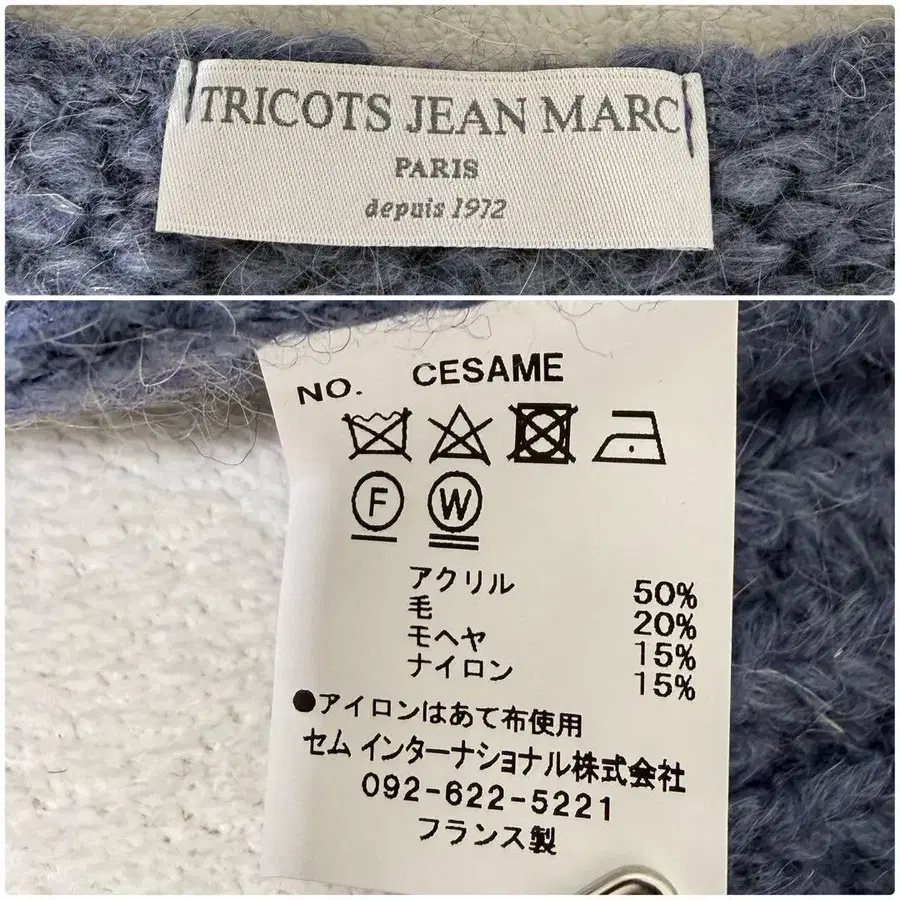 TRICOTS JEAN MARC
PARIS
depuis 1972
NO. CESAME
F W
アクリル 50%
毛 20%
モヘヤ 15%
ナイロン 15%
●アイロンはあて布使用
セム インターナショナル株式会社
092-622-5221
フランス製